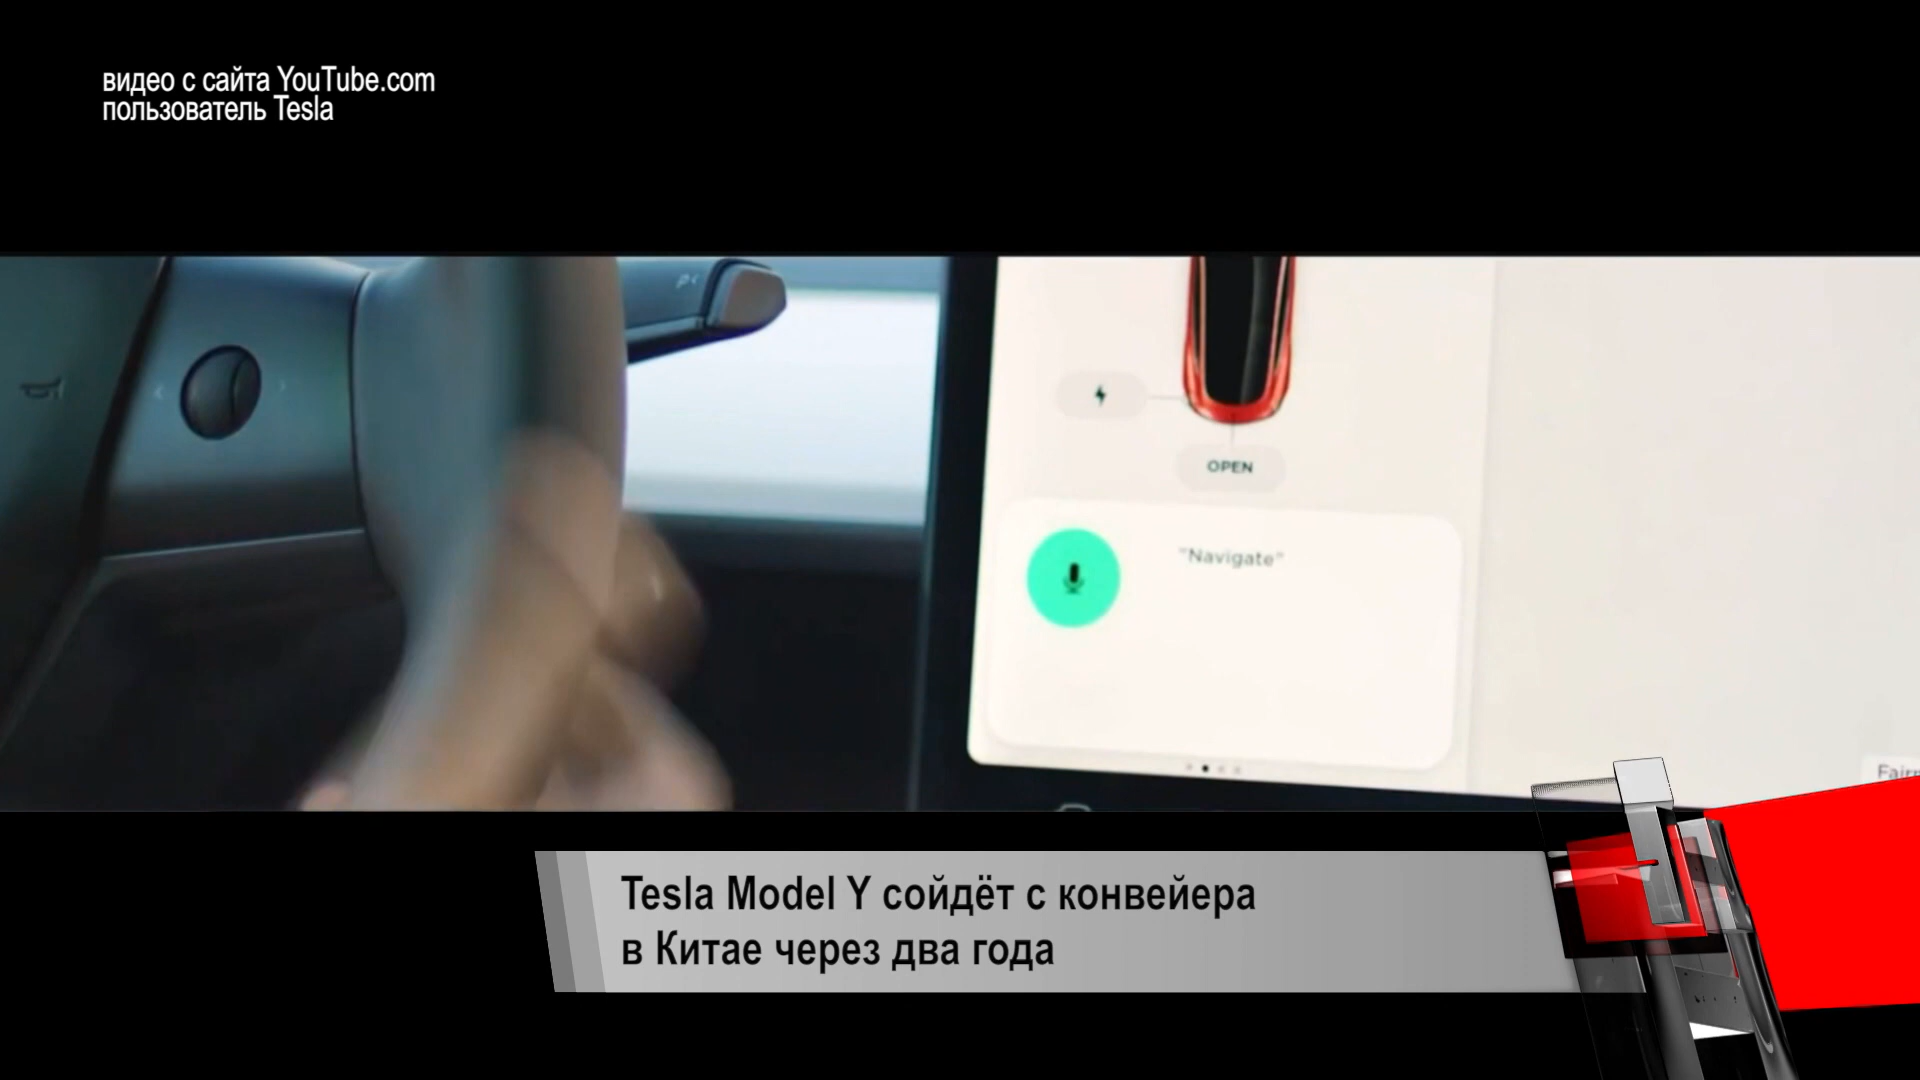 видео с сайта YouTube.com
пользователь Tesla
OPEN
"Navigate"
Tesla Model Y сойдёт с конвейера
в Китае через два года